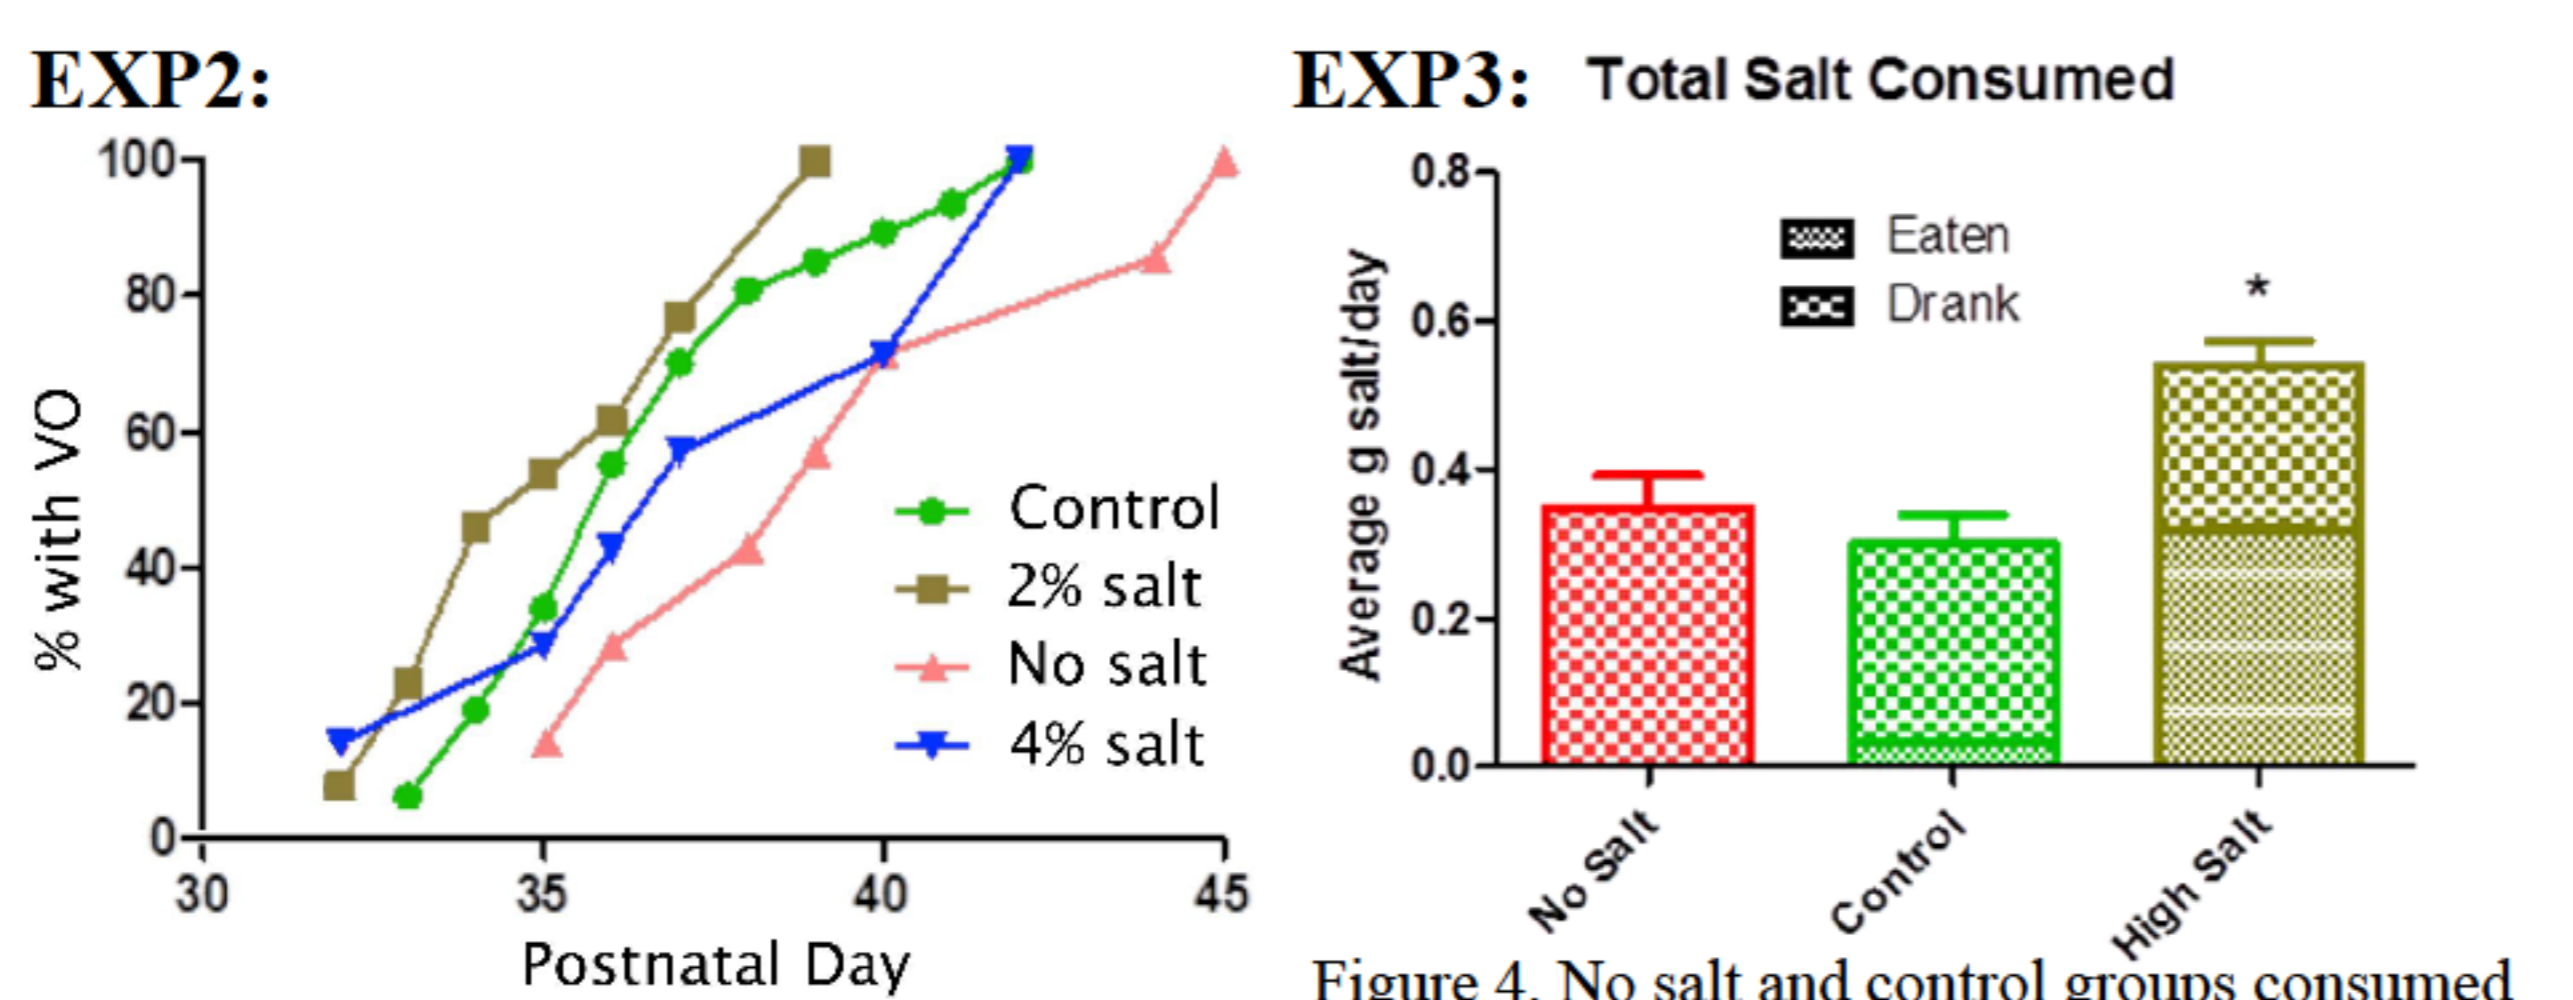 EXP2:
100
80
60
40
20
0
% with VO
Control
2% salt
No salt
4% salt
30 35 40 45
Postnatal Day
EXP3: Total Salt Consumed
0.8
0.6
0.4
0.2
0.0
Average g salt/day
Eaten
Drank
*
No Salt
Control
High Salt
Figure 4. No salt and control groups consumed